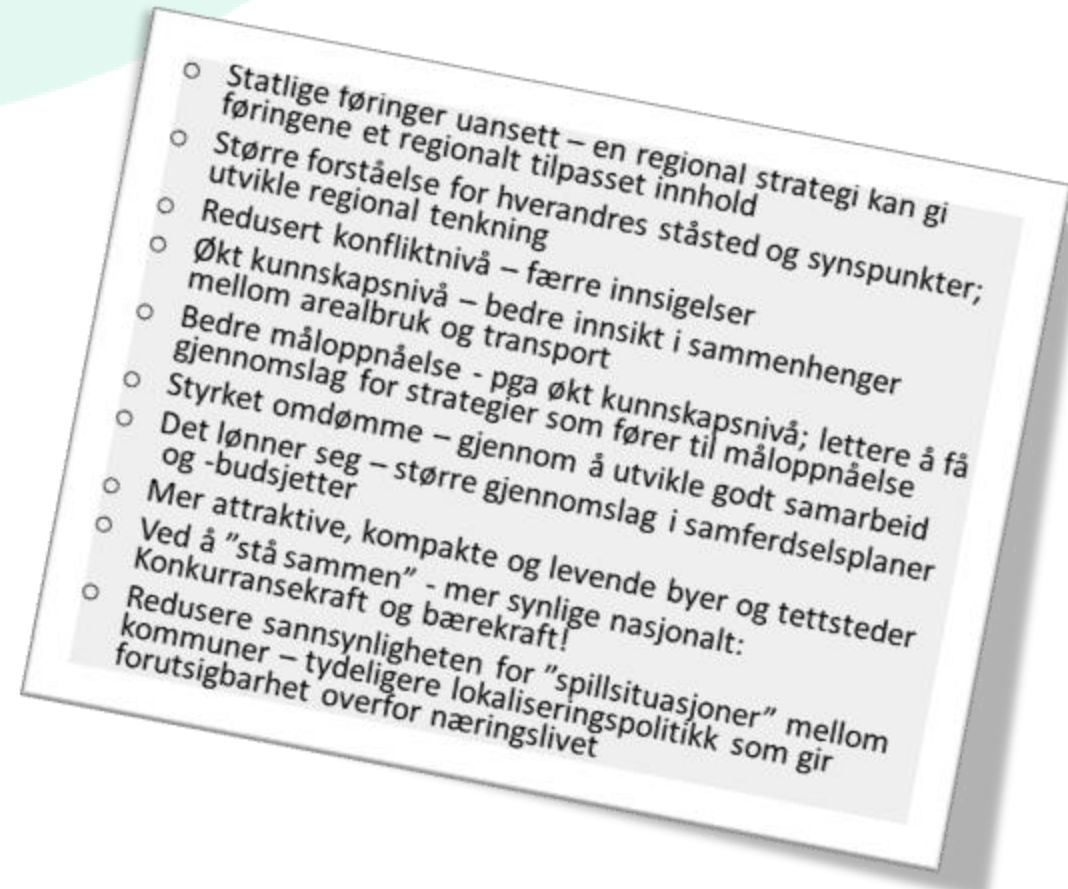 ○ Statlige føringer uansett – en regional strategi kan gi
føringene et regionalt tilpasset innhold
○ Større forståelse for hverandres ståsted og synspunkter;
utvikle regional tenkning
○ Redusert konfliktnivå – færre innsigelser
○ Økt kunnskapsnivå – bedre innsikt i sammenhenger
mellom arealbruk og transport
○ Bedre måloppnåelse - pga økt kunnskapsnivå; lettere å få
gjennomslag for strategier som fører til måloppnåelse
○ Styrket omdømme – gjennom å utvikle godt samarbeid
○ Det lønner seg – større gjennomslag i samferdselsplaner
og -budsjetter
○ Mer attraktive, kompakte og levende byer og tettsteder
○ Ved å ”stå sammen” - mer synlige nasjonalt:
Konkurransekraft og bærekraft!
○ Redusere sannsynligheten for ”spillsituasjoner” mellom
kommuner – tydeligere lokaliseringspolitikk som gir
forutsigbarhet overfor næringslivet